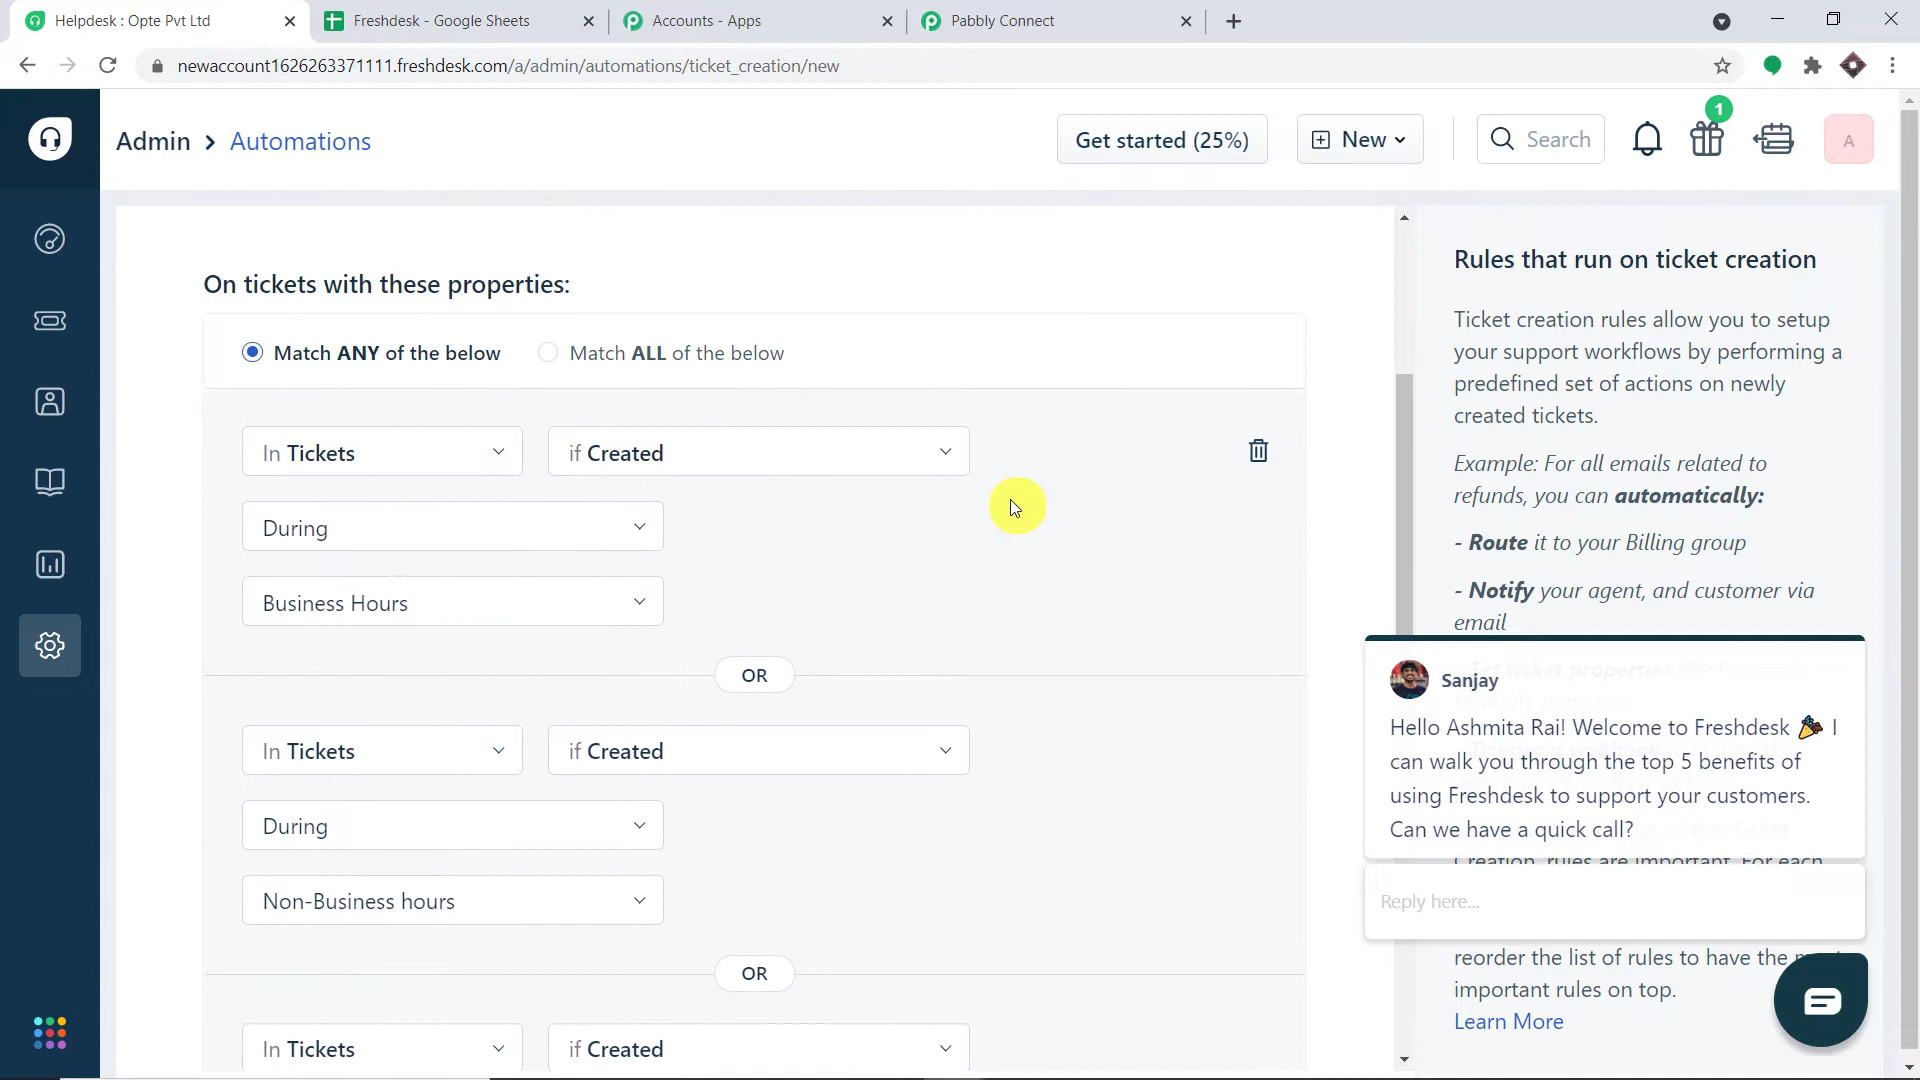 Helpdesk : Opte Pvt Ltd
Freshdesk - Google Sheets
Accounts - Apps
Pabbly Connect
newaccount1626263371111.freshdesk.com/a/admin/automations/ticket_creation/new
Admin > Automations
Get started (25%)
New
Search
1
A
On tickets with these properties:
Match ANY of the below
Match ALL of the below
In Tickets
if Created
During
Business Hours
OR
In Tickets
if Created
During
Non-Business hours
OR
In Tickets
if Created
Rules that run on ticket creation
Ticket creation rules allow you to setup
your support workflows by performing a
predefined set of actions on newly
created tickets.
Example: For all emails related to
refunds, you can automatically:
- Route it to your Billing group
- Notify your agent, and customer via
email
Sanjay
Hello Ashmita Rai! Welcome to Freshdesk 🎉 I
can walk you through the top 5 benefits of
using Freshdesk to support your customers.
Can we have a quick call?
Creation, rules are important. For each
Reply here...
reorder the list of rules to have the
important rules on top.
Learn More